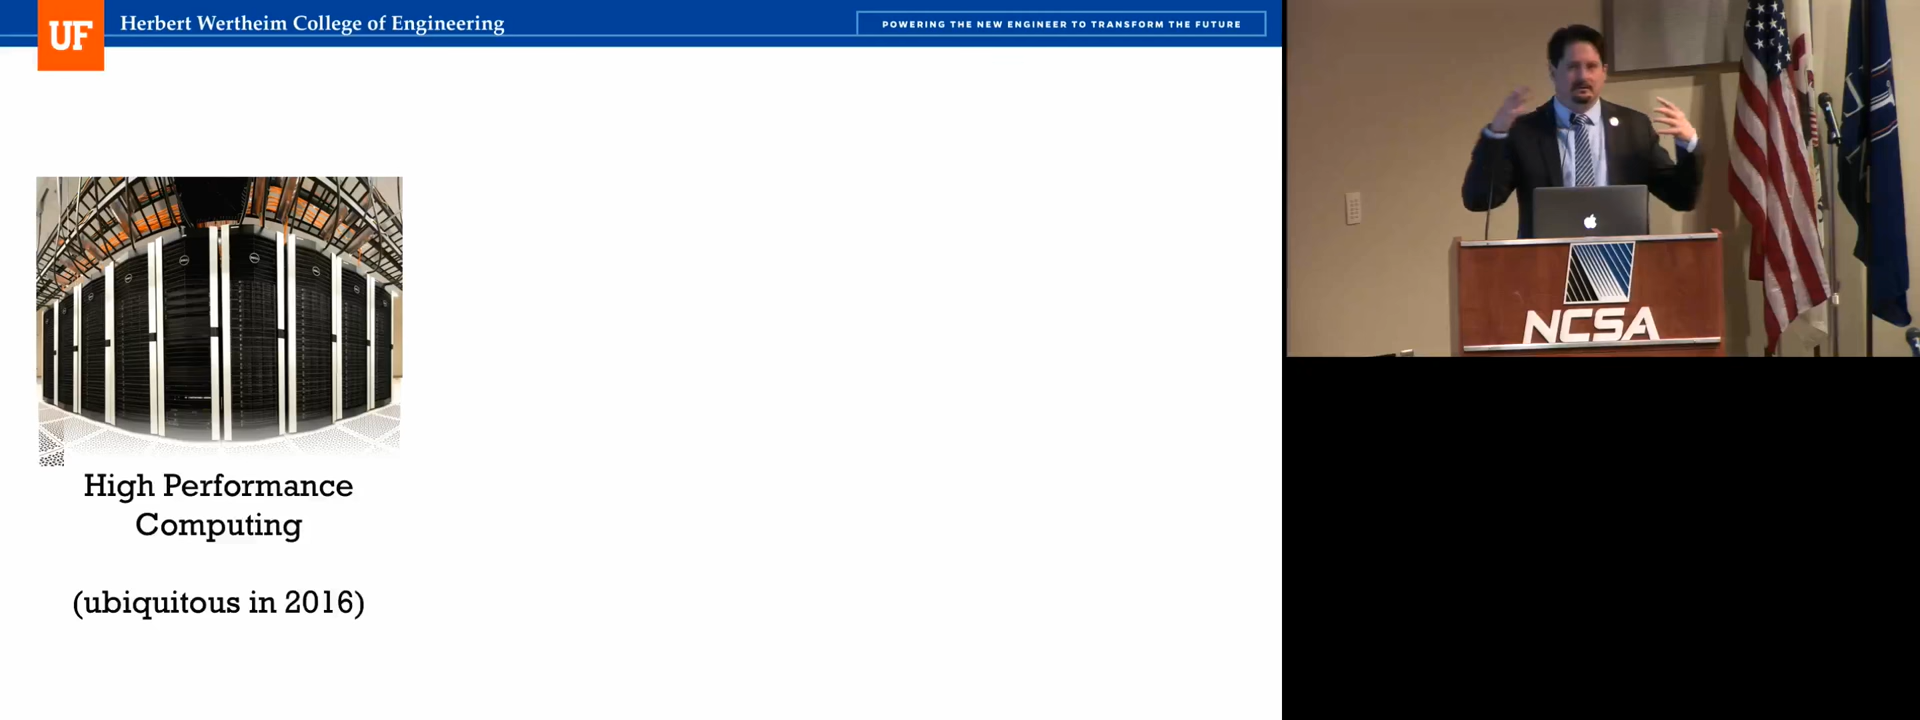 UF
Herbert Wertheim College of Engineering
POWERING THE NEW ENGINEER TO TRANSFORM THE FUTURE
High Performance
Computing
(ubiquitous in 2016)
NCSA